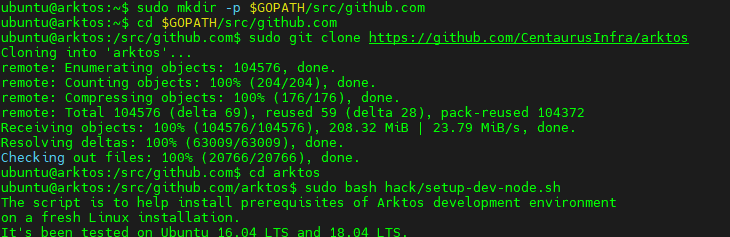 ubuntu@arktos:~$ sudo mkdir -p $GOPATH/src/github.com
ubuntu@arktos:~$ cd $GOPATH/src/github.com
ubuntu@arktos:/src/github.com$ sudo git clone https://github.com/CentaurusInfra/arktos
Cloning into 'arktos'...
remote: Enumerating objects: 104576, done.
remote: Counting objects: 100% (204/204), done.
remote: Compressing objects: 100% (176/176), done.
remote: Total 104576 (delta 69), reused 59 (delta 28), pack-reused 104372
Receiving objects: 100% (104576/104576), 208.32 MiB | 23.79 MiB/s, done.
Resolving deltas: 100% (63009/63009), done.
Checking out files: 100% (20766/20766), done.
ubuntu@arktos:/src/github.com$ cd arktos
ubuntu@arktos:/src/github.com/arktos$ sudo bash hack/setup-dev-node.sh
The script is to help install prerequisites of Arktos development environment
on a fresh Linux installation.
It's been tested on Ubuntu 16.04 LTS and 18.04 LTS.